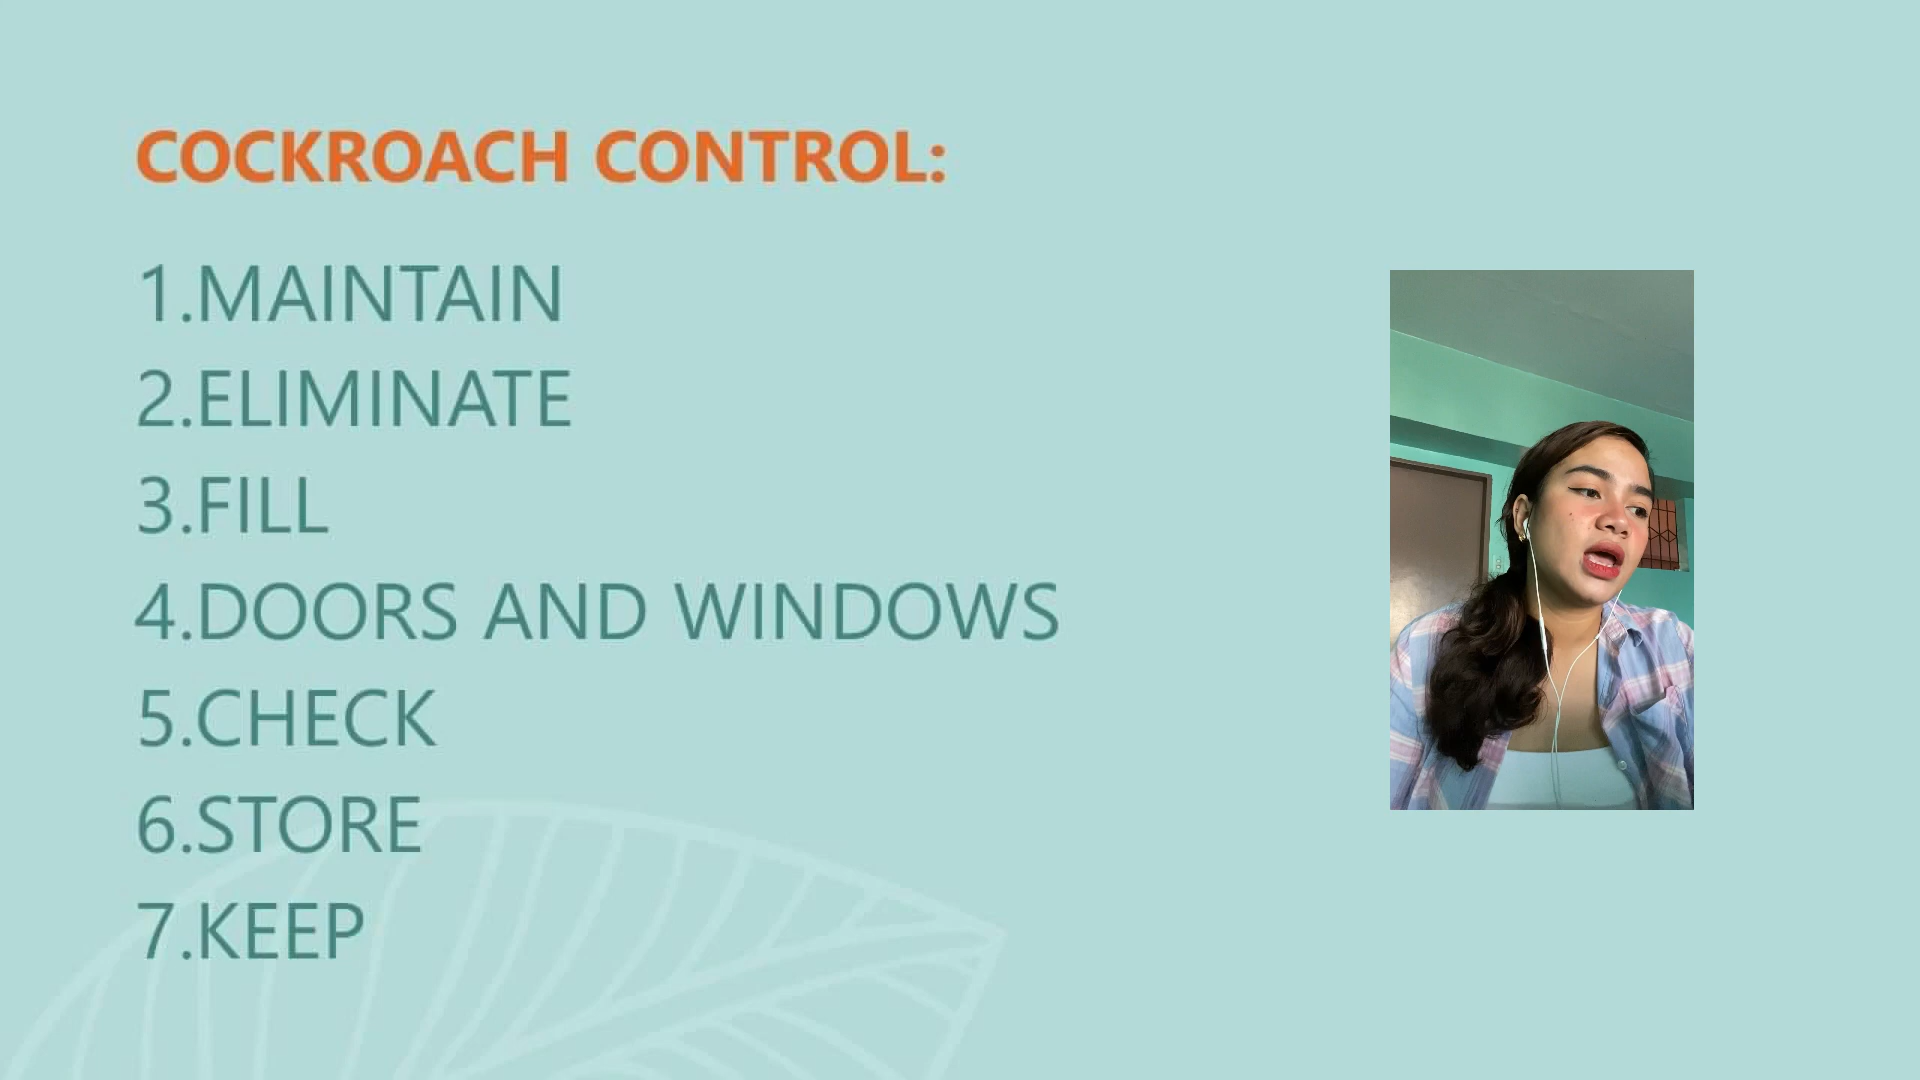 COCKROACH CONTROL:
1.MAINTAIN
2.ELIMINATE
3.FILL
4.DOORS AND WINDOWS
5.CHECK
6.STORE
7.KEEP